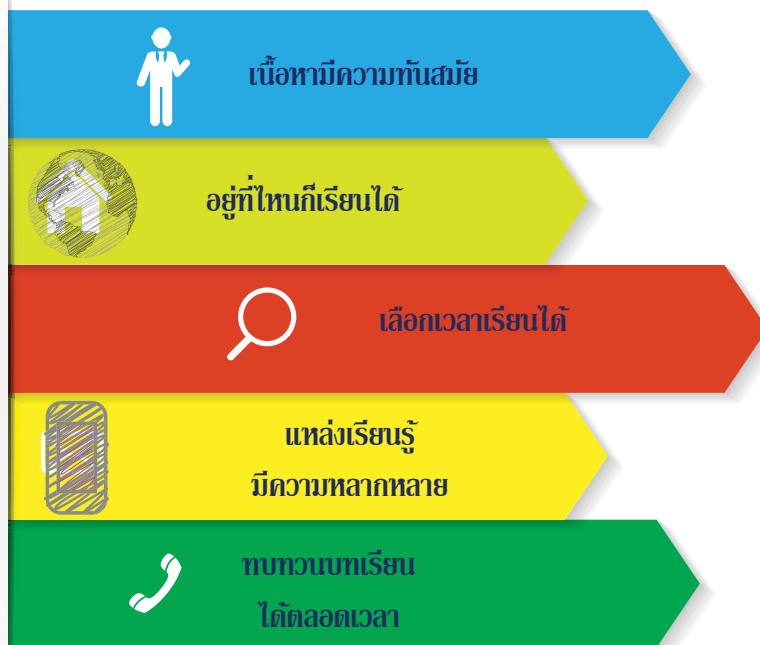 เนื้อหามีความทันสมัย
อยู่ที่ไหนก็เรียนได้
เลือกเวลาเรียนได้
แหล่งเรียนรู้
มีความหลากหลาย
ทบทวนบทเรียน
ได้ตลอดเวลา